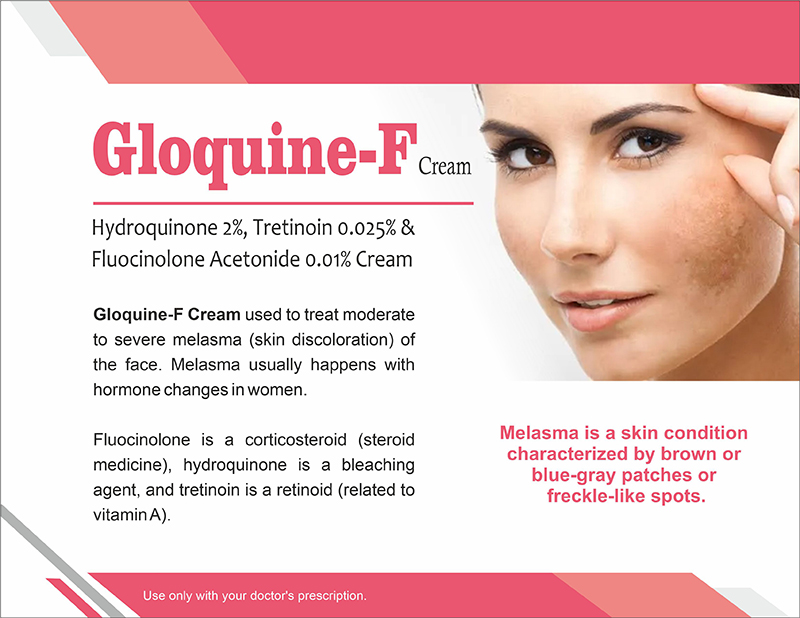 Gloquine-F Cream
Hydroquinone 2%, Tretinoin 0.025% &
Fluocinolone Acetonide 0.01% Cream
Gloquine-F Cream used to treat moderate
to severe melasma (skin discoloration) of
the face. Melasma usually happens with
hormone changes in women.
Fluocinolone is a corticosteroid (steroid
medicine), hydroquinone is a bleaching
agent, and tretinoin is a retinoid (related to
vitamin A).
Melasma is a skin condition
characterized by brown or
blue-gray patches or
freckle-like spots.
Use only with your doctor's prescription.